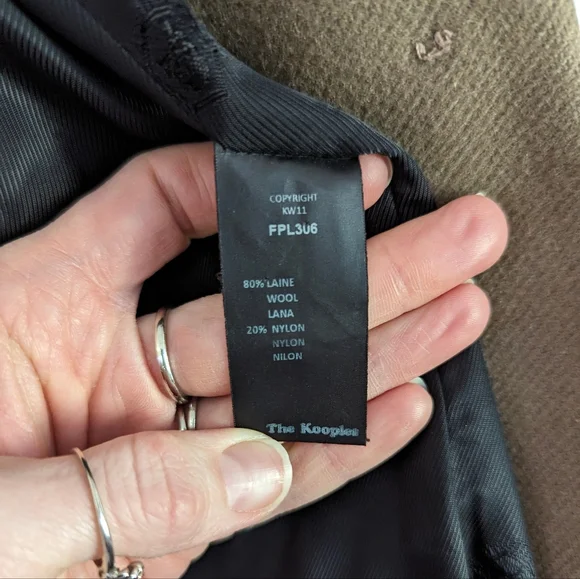 COPYRIGHT
KW11
FPL306
80% LAINE
WOOL
LANA
20% NYLON
NYLON
NILON
The Kooples